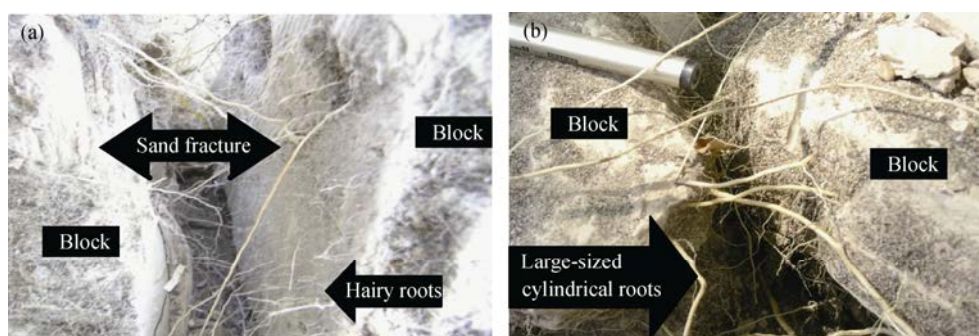 (a)
Block
Sand fracture
Block
Hairy roots
(b)
Block
Block
Large-sized
cylindrical roots